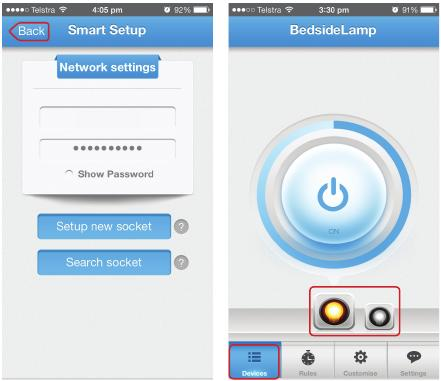 Telstra 4:05 pm 92%
Back Smart Setup
Network settings
Show Password
Setup new socket ?
Search socket ?
Telstra 3:30 pm 91%
BedsideLamp
ON
Devices Rules Customise Settings